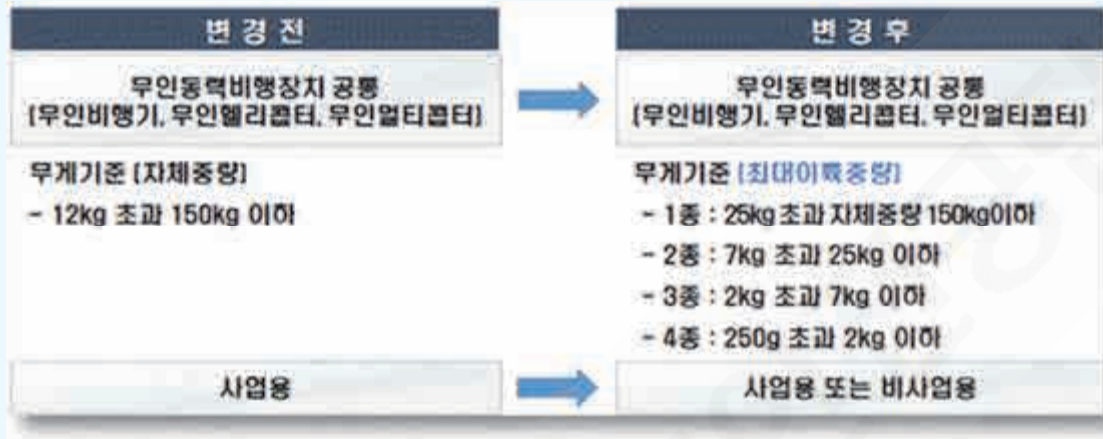 변 경 전
무인동력비행장치 공통
[무인비행기, 무인헬리콥터, 무인멀티콥터]
무게기준 [자체중량]
- 12kg 초과 150kg 이하
사업용
변 경 후
무인동력비행장치 공통
[무인비행기, 무인헬리콥터, 무인멀티콥터]
무게기준 [최대이륙중량]
- 1종 : 25kg 초과 자체중량 150kg이하
- 2종 : 7kg 초과 25kg 이하
- 3종 : 2kg 초과 7kg 이하
- 4종 : 250g 초과 2kg 이하
사업용 또는 비사업용